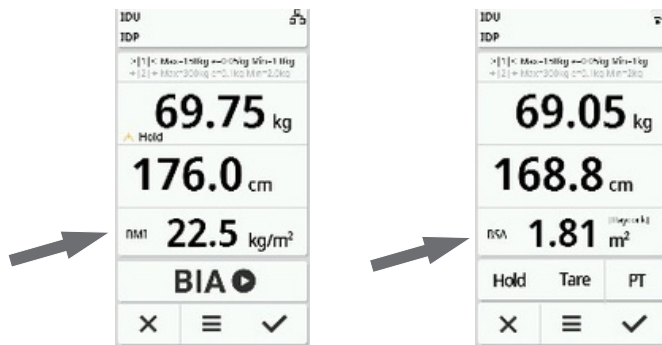 IDU
IDP
69.75 kg
Hold
176.0 cm
BMI 22.5 kg/m²
BIA
IDU
IDP
69.05 kg
168.8 cm
BSA 1.81 m²
Hold Tare PT